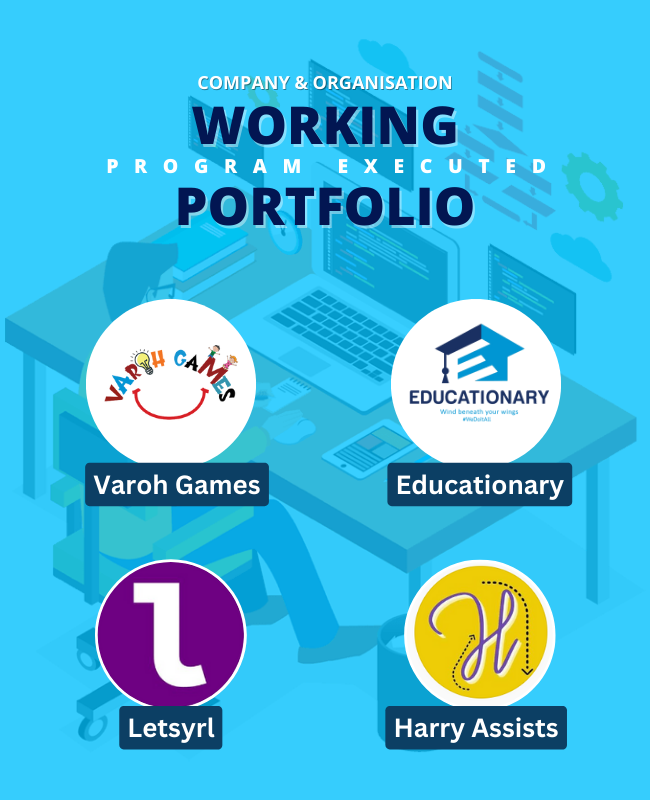 COMPANY & ORGANISATION
WORKING
PROGRAM EXECUTED
PORTFOLIO
VAROH GAMES
EDUCATIONARY
Wind beneath your wings
#WeDoItAll
Varoh Games
Educationary
l
H
Letsyrl
Harry Assists